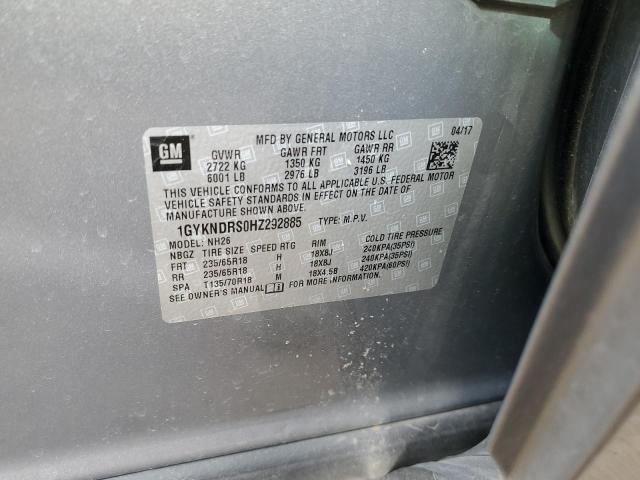 GM
MFD BY GENERAL MOTORS LLC 04/17
GVWR GAWR FRT GAWR RR
2722 KG 1350 KG 1450 KG
6001 LB 2976 LB 3196 LB
THIS VEHICLE CONFORMS TO ALL APPLICABLE U.S. FEDERAL MOTOR
VEHICLE SAFETY STANDARDS IN EFFECT ON THE DATE OF
MANUFACTURE SHOWN ABOVE.
1GYKNDRS0HZ292885 TYPE: M.P.V.
MODEL: NH26
NBGZ TIRE SIZE SPEED RTG RIM COLD TIRE PRESSURE
FRT 235/65R18 H 18X8J 240KPA(35PSI)
RR 235/65R18 H 18X8J 240KPA(35PSI)
SPA T135/70R18 M 18X4.5B 420KPA(60PSI)
SEE OWNER'S MANUAL FOR MORE INFORMATION.